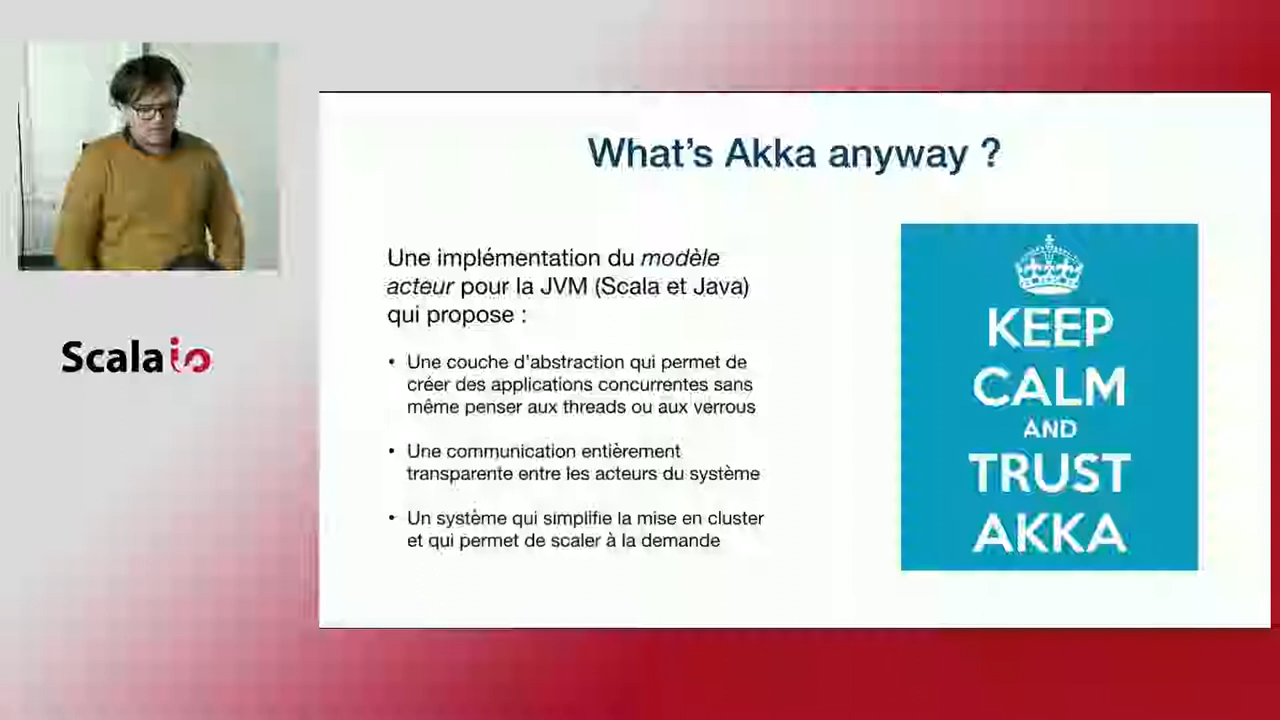 What's Akka anyway ?
Une implémentation du modèle
acteur pour la JVM (Scala et Java)
qui propose :
• Une couche d'abstraction qui permet de
créer des applications concurrentes sans
même penser aux threads ou aux verrous
• Une communication entièrement
transparente entre les acteurs du système
• Un système qui simplifie la mise en cluster
et qui permet de scaler à la demande
KEEP
CALM
AND
TRUST
AKKA
Scala io